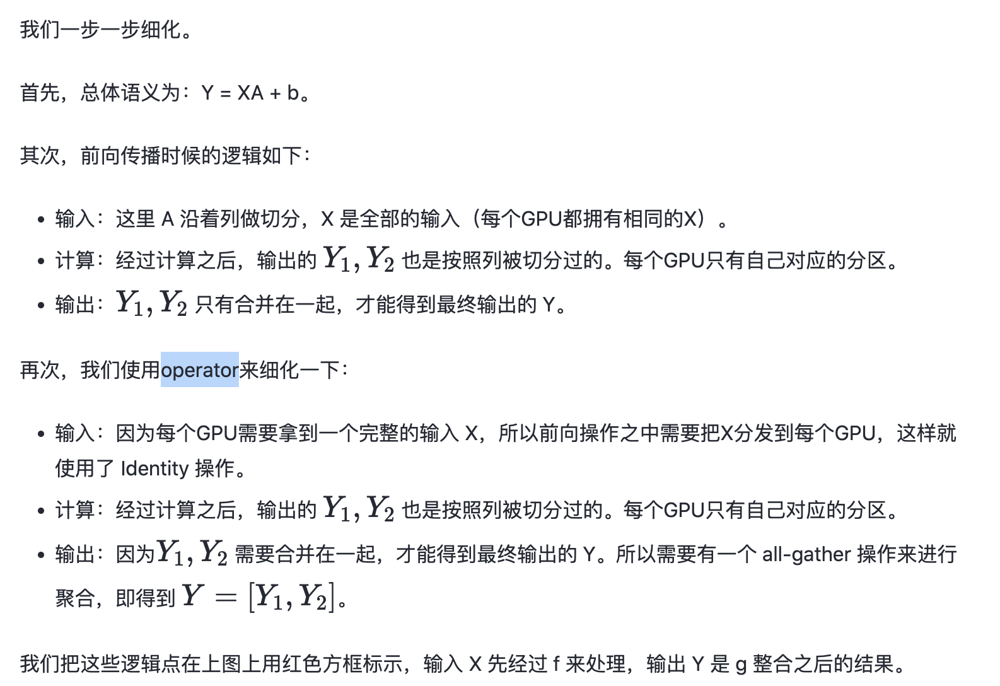 我们一步一步细化。
首先，总体语义为：Y = XA + b。
其次，前向传播时候的逻辑如下：
• 输入：这里 A 沿着列做切分，X 是全部的输入（每个GPU都拥有相同的X）。
• 计算：经过计算之后，输出的 Y₁, Y₂ 也是按照列被切分过的。每个GPU只有自己对应的分区。
• 输出：Y₁, Y₂ 只有合并在一起，才能得到最终输出的 Y。
再次，我们使用operator来细化一下：
• 输入：因为每个GPU需要拿到一个完整的输入 X，所以前向操作之中需要把X分发到每个GPU，这样就
使用了 Identity 操作。
• 计算：经过计算之后，输出的 Y₁, Y₂ 也是按照列被切分过的。每个GPU只有自己对应的分区。
• 输出：因为Y₁, Y₂ 需要合并在一起，才能得到最终输出的 Y。所以需要有一个 all-gather 操作来进行
聚合，即得到 Y = [Y₁, Y₂]。
我们把这些逻辑点在上图上用红色方框标示，输入 X 先经过 f 来处理，输出 Y 是 g 整合之后的结果。